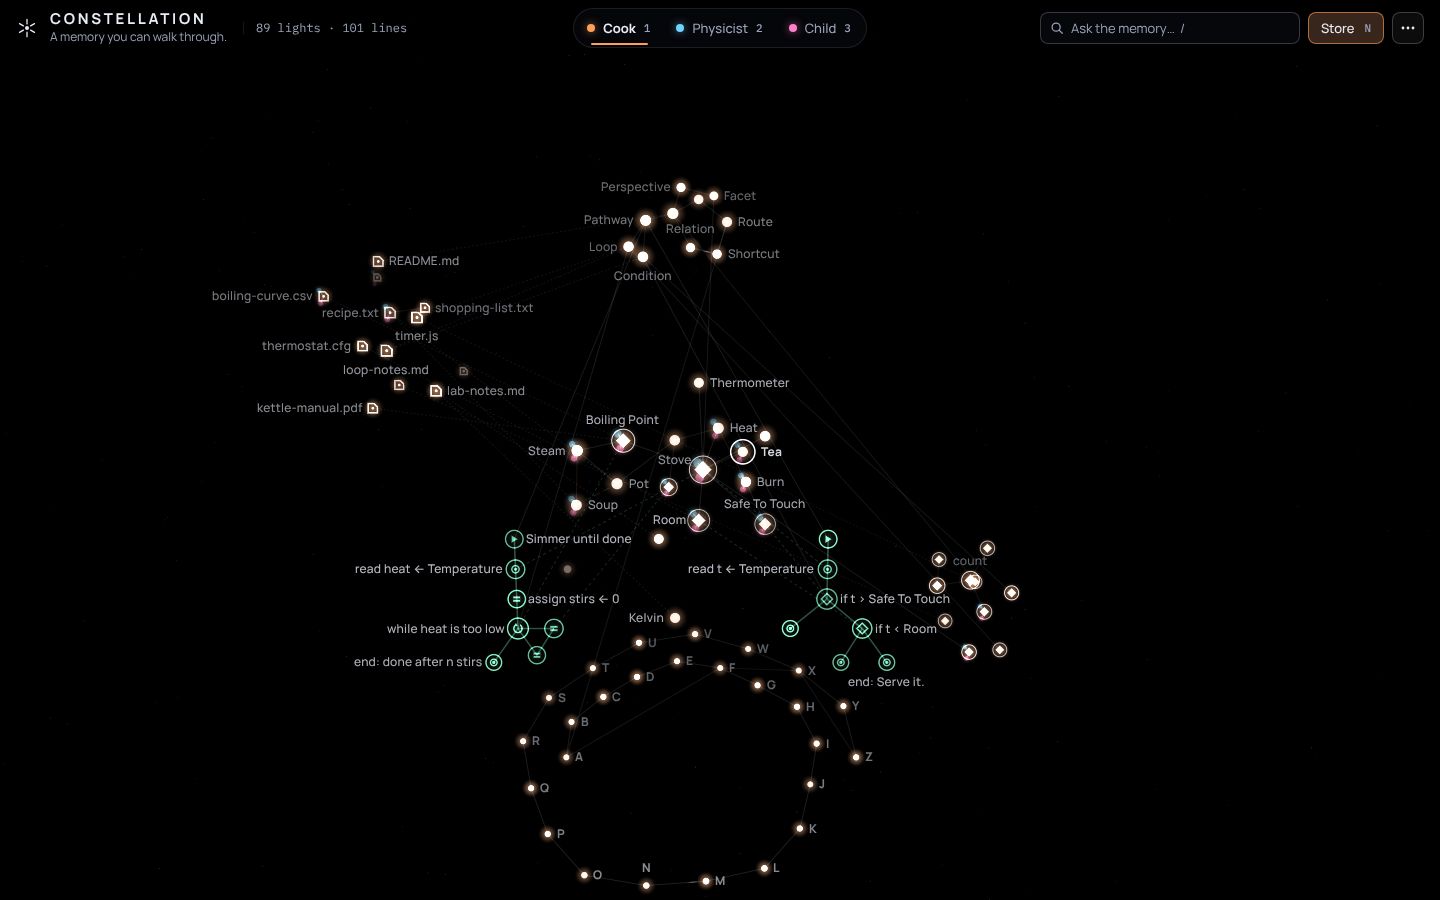 CONSTELLATION
A memory you can walk through.
89 lights · 101 lines
Cook 1
Physicist 2
Child 3
Ask the memory… /
Store N
Perspective
Facet
Pathway
Relation
Route
Loop
Shortcut
Condition
README.md
boiling-curve.csv
recipe.txt
shopping-list.txt
timer.js
thermostat.cfg
loop-notes.md
lab-notes.md
kettle-manual.pdf
Thermometer
Boiling Point
Heat
Steam
Stove
Tea
Pot
Burn
Soup
Safe To Touch
Room
Simmer until done
read heat ← Temperature
read t ← Temperature
count
assign stirs ← 0
if t > Safe To Touch
Kelvin
while heat is too low
if t < Room
end: done after n stirs
end: Serve it.
U
V
W
T
E
F
X
D
G
S
C
H
Y
B
R
I
A
Z
Q
J
P
K
O
N
M
L